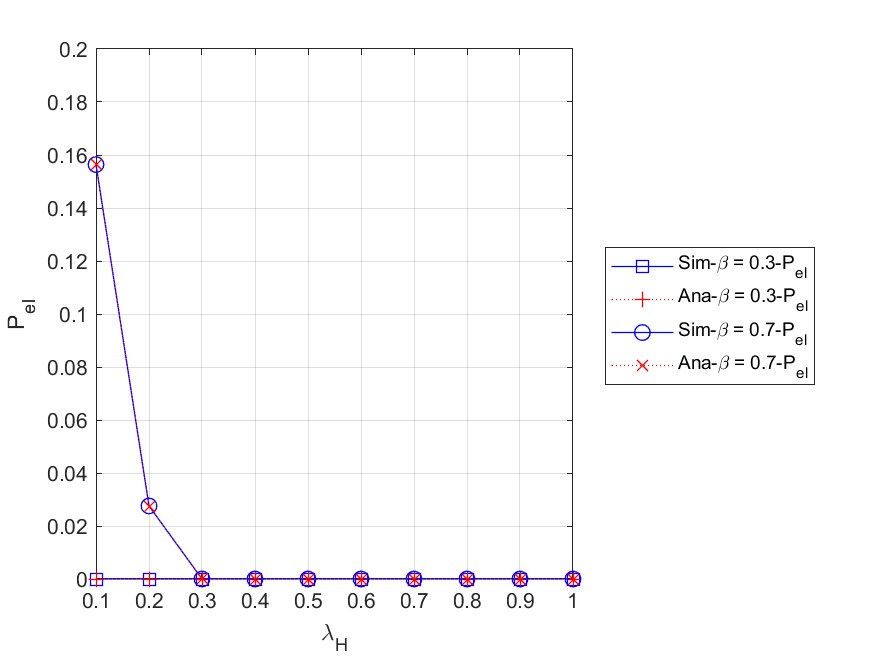 0.2
0.18
0.16
0.14
0.12
0.1
0.08
0.06
0.04
0.02
0
P_el
0.1 0.2 0.3 0.4 0.5 0.6 0.7 0.8 0.9 1
λ_H
Sim-β = 0.3-P_el
Ana-β = 0.3-P_el
Sim-β = 0.7-P_el
Ana-β = 0.7-P_el